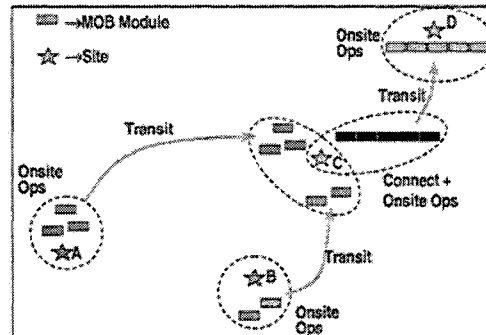 →MOB Module
→Site
Onsite
Ops
D
Transit
Transit
C
Onsite
Ops
Connect +
Onsite Ops
A
Transit
B
Onsite
Ops